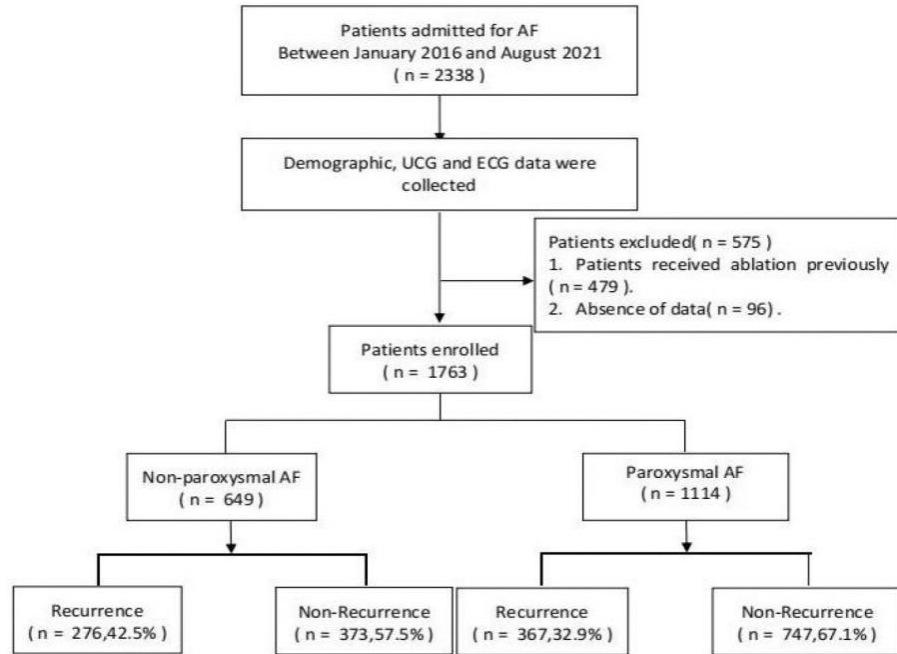 Patients admitted for AF
Between January 2016 and August 2021
( n = 2338 )
Demographic, UCG and ECG data were
collected
Patients excluded( n = 575 )
1. Patients received ablation previously
( n = 479 ).
2. Absence of data( n = 96) .
Patients enrolled
( n = 1763 )
Non-paroxysmal AF
( n = 649 )
Paroxysmal AF
( n = 1114 )
Recurrence
( n = 276,42.5% )
Non-Recurrence
( n = 373,57.5% )
Recurrence
( n = 367,32.9% )
Non-Recurrence
( n = 747,67.1% )